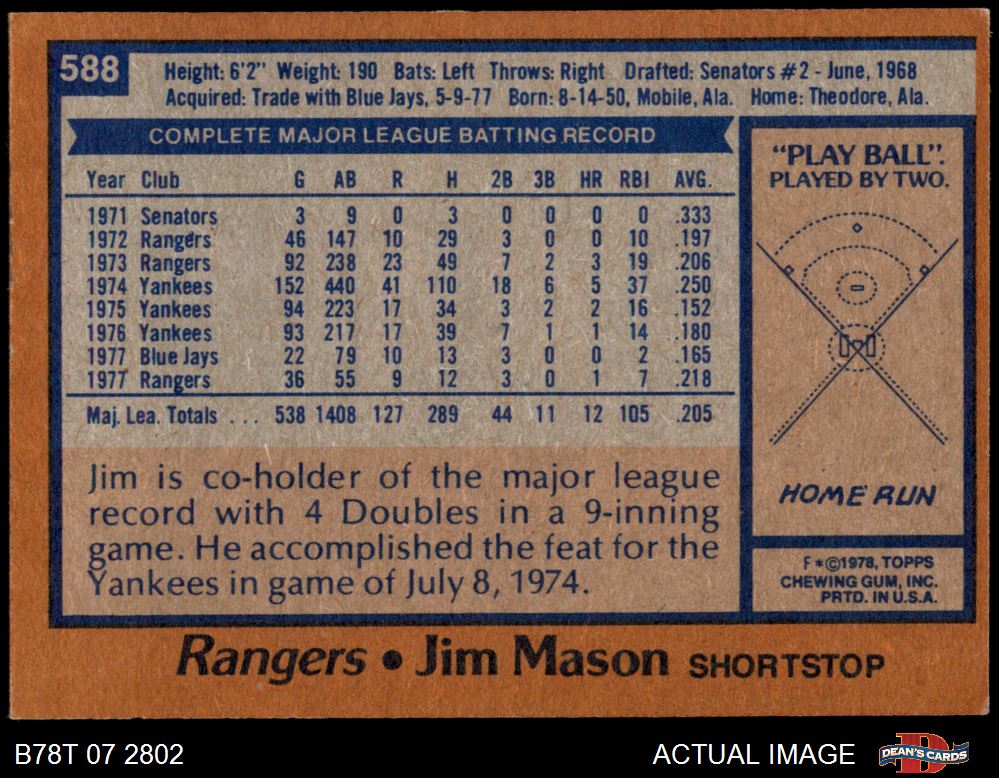 588
Height: 6'2" Weight: 190 Bats: Left Throws: Right Drafted: Senators #2 - June, 1968
Acquired: Trade with Blue Jays, 5-9-77 Born: 8-14-50, Mobile, Ala. Home: Theodore, Ala.
COMPLETE MAJOR LEAGUE BATTING RECORD
Year Club G AB R H 2B 3B HR RBI AVG.
1971 Senators 3 9 0 3 0 0 0 0 .333
1972 Rangers 46 147 10 29 3 0 0 10 .197
1973 Rangers 92 238 23 49 7 2 3 19 .206
1974 Yankees 152 440 41 110 18 6 5 37 .250
1975 Yankees 94 223 17 34 3 2 2 16 .152
1976 Yankees 93 217 17 39 7 1 1 14 .180
1977 Blue Jays 22 79 10 13 3 0 0 2 .165
1977 Rangers 36 55 9 12 3 0 1 7 .218
Maj. Lea. Totals . . . 538 1408 127 289 44 11 12 105 .205
Jim is co-holder of the major league
record with 4 Doubles in a 9-inning
game. He accomplished the feat for the
Yankees in game of July 8, 1974.
"PLAY BALL".
PLAYED BY TWO.
HOME RUN
F*©1978, TOPPS
CHEWING GUM, INC.
PRTD. IN U.S.A.
Rangers • Jim Mason SHORTSTOP
B78T 07 2802
ACTUAL IMAGE
D
DEAN'S CARDS